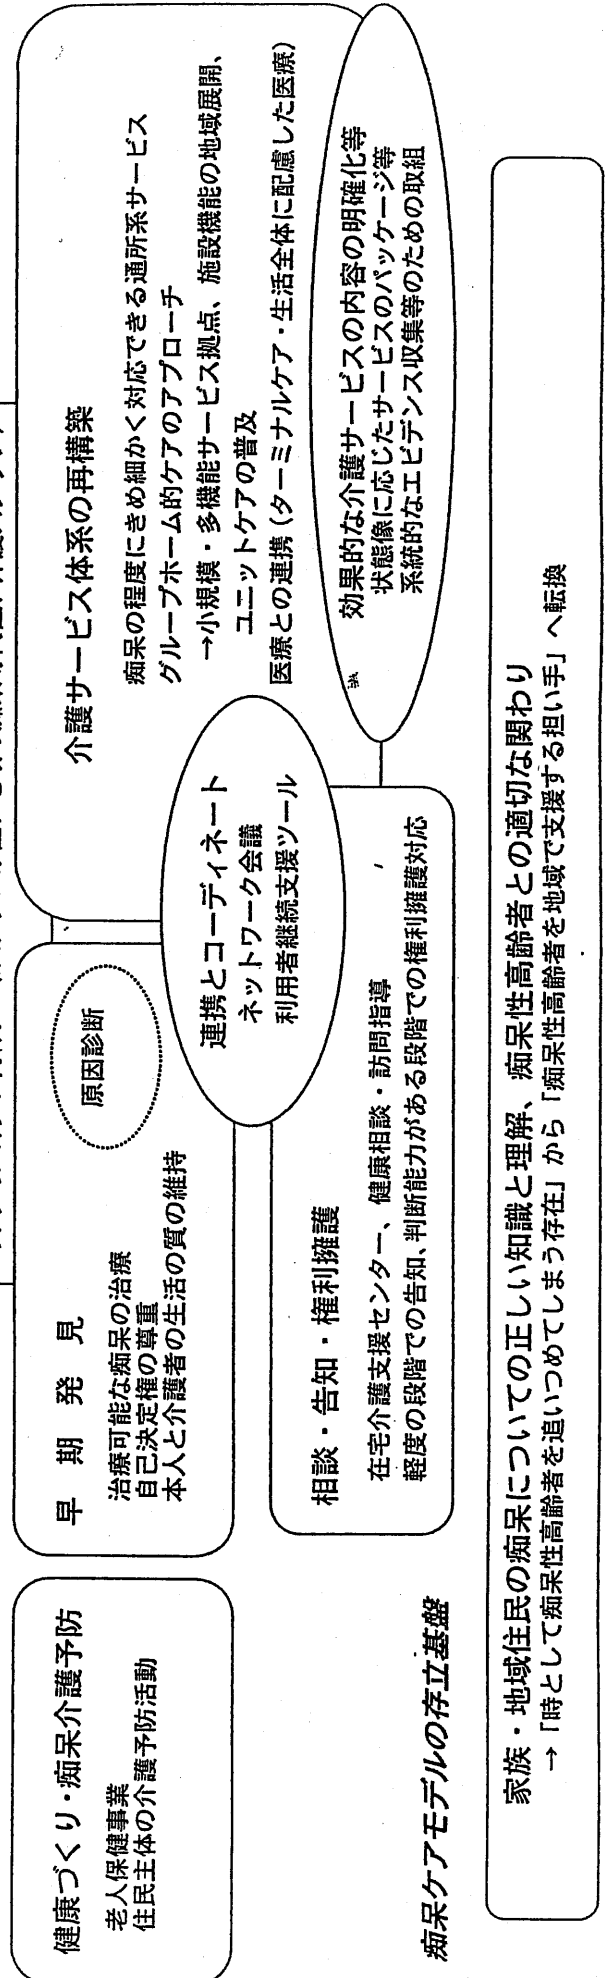 健康づくり・痴呆介護予防
老人保健事業
住民主体の介護予防活動
早期発見
治療可能な痴呆の治療
自己決定権の尊重
本人と介護者の生活の質の維持
原因診断
介護サービス体系の再構築
痴呆の程度にきめ細かく対応できる通所系サービス
グループホーム的ケアのアプローチ
→小規模・多機能サービス拠点、施設機能の地域展開、
ユニットケアの普及
医療との連携（ターミナルケア・生活全体に配慮した医療）
連携とコーディネート
ネットワーク会議
利用者継続支援ツール
相談・告知・権利擁護
在宅介護支援センター、健康相談・訪問指導
軽度の段階での告知、判断能力がある段階での権利擁護対応
効果的な介護サービスの内容の明確化等
状態像に応じたサービスのパッケージ等
系統的なエビデンス収集等のための取組
痴呆ケアモデルの存立基盤
家族・地域住民の痴呆についての正しい知識と理解、痴呆性高齢者との適切な関わり
→「時として痴呆性高齢者を追いつめてしまう存在」から「痴呆性高齢者を地域で支援する担い手」へ転換